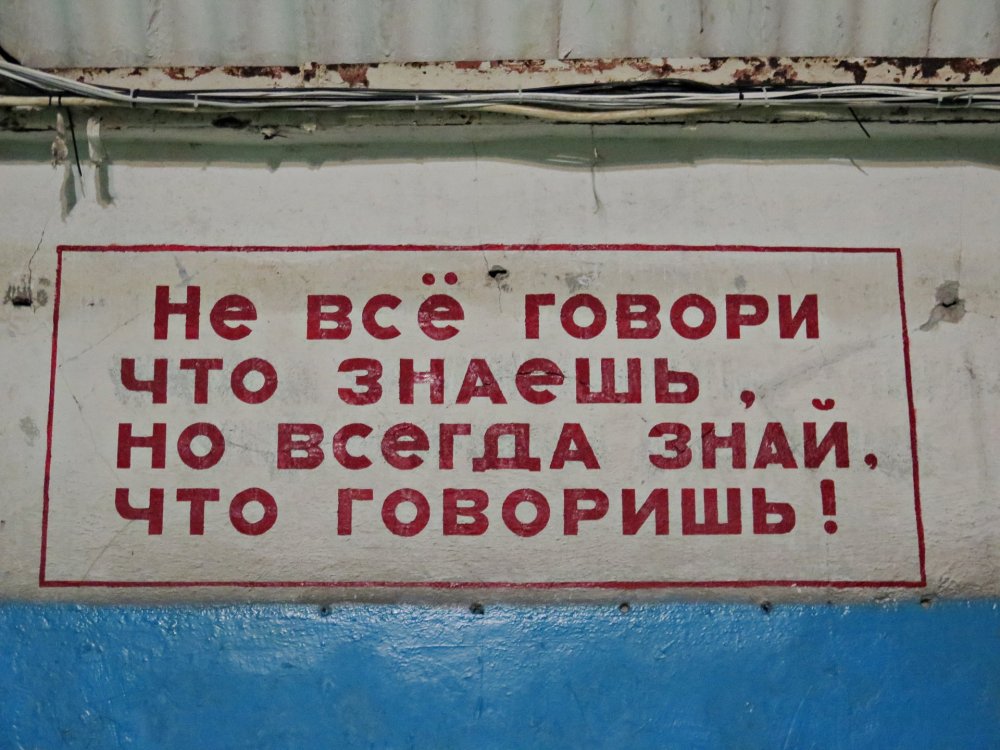 Не всё говори
что знаешь,
но всегда знай,
что говоришь!